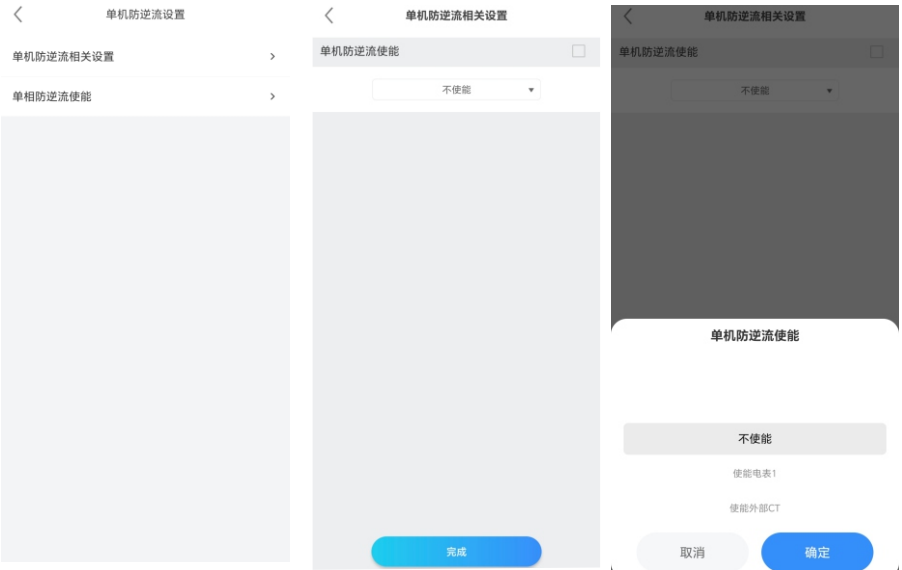 单机防逆流设置
单机防逆流相关设置
单相防逆流使能
单机防逆流相关设置
单机防逆流使能
不使能
完成
单机防逆流相关设置
单机防逆流使能
不使能
单机防逆流使能
不使能
使能电表1
使能外部CT
取消
确定